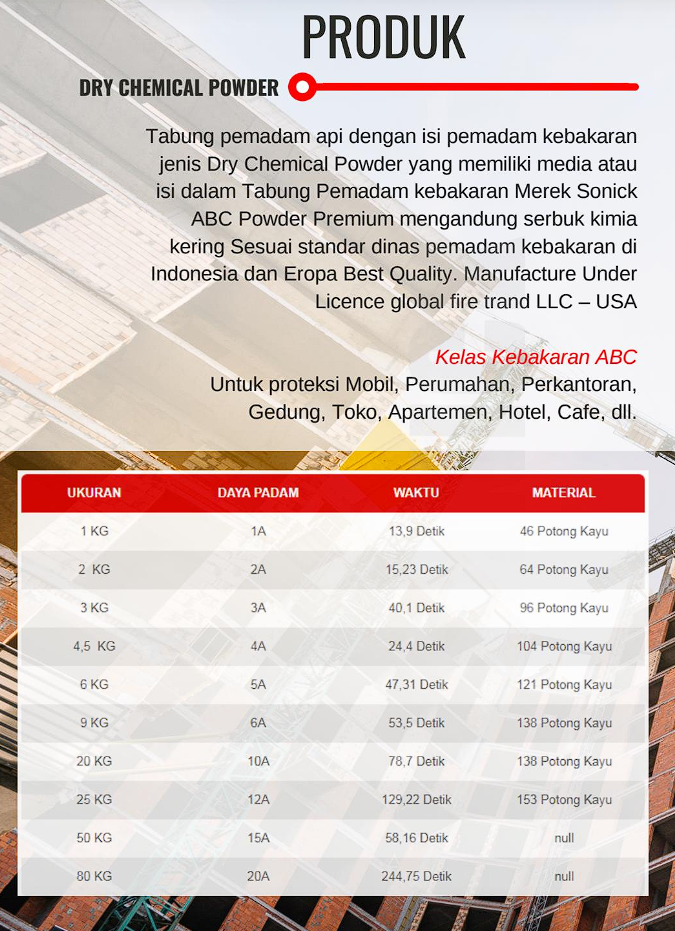 PRODUK
DRY CHEMICAL POWDER
Tabung pemadam api dengan isi pemadam kebakaran
jenis Dry Chemical Powder yang memiliki media atau
isi dalam Tabung Pemadam kebakaran Merek Sonick
ABC Powder Premium mengandung serbuk kimia
kering Sesuai standar dinas pemadam kebakaran di
Indonesia dan Eropa Best Quality. Manufacture Under
Licence global fire trand LLC – USA
Kelas Kebakaran ABC
Untuk proteksi Mobil, Perumahan, Perkantoran,
Gedung, Toko, Apartemen, Hotel, Cafe, dll.
UKURAN DAYA PADAM WAKTU MATERIAL
1 KG 1A 13,9 Detik 46 Potong Kayu
2 KG 2A 15,23 Detik 64 Potong Kayu
3 KG 3A 40,1 Detik 96 Potong Kayu
4,5 KG 4A 24,4 Detik 104 Potong Kayu
6 KG 5A 47,31 Detik 121 Potong Kayu
9 KG 6A 53,5 Detik 138 Potong Kayu
20 KG 10A 78,7 Detik 138 Potong Kayu
25 KG 12A 129,22 Detik 153 Potong Kayu
50 KG 15A 58,16 Detik null
80 KG 20A 244,75 Detik null